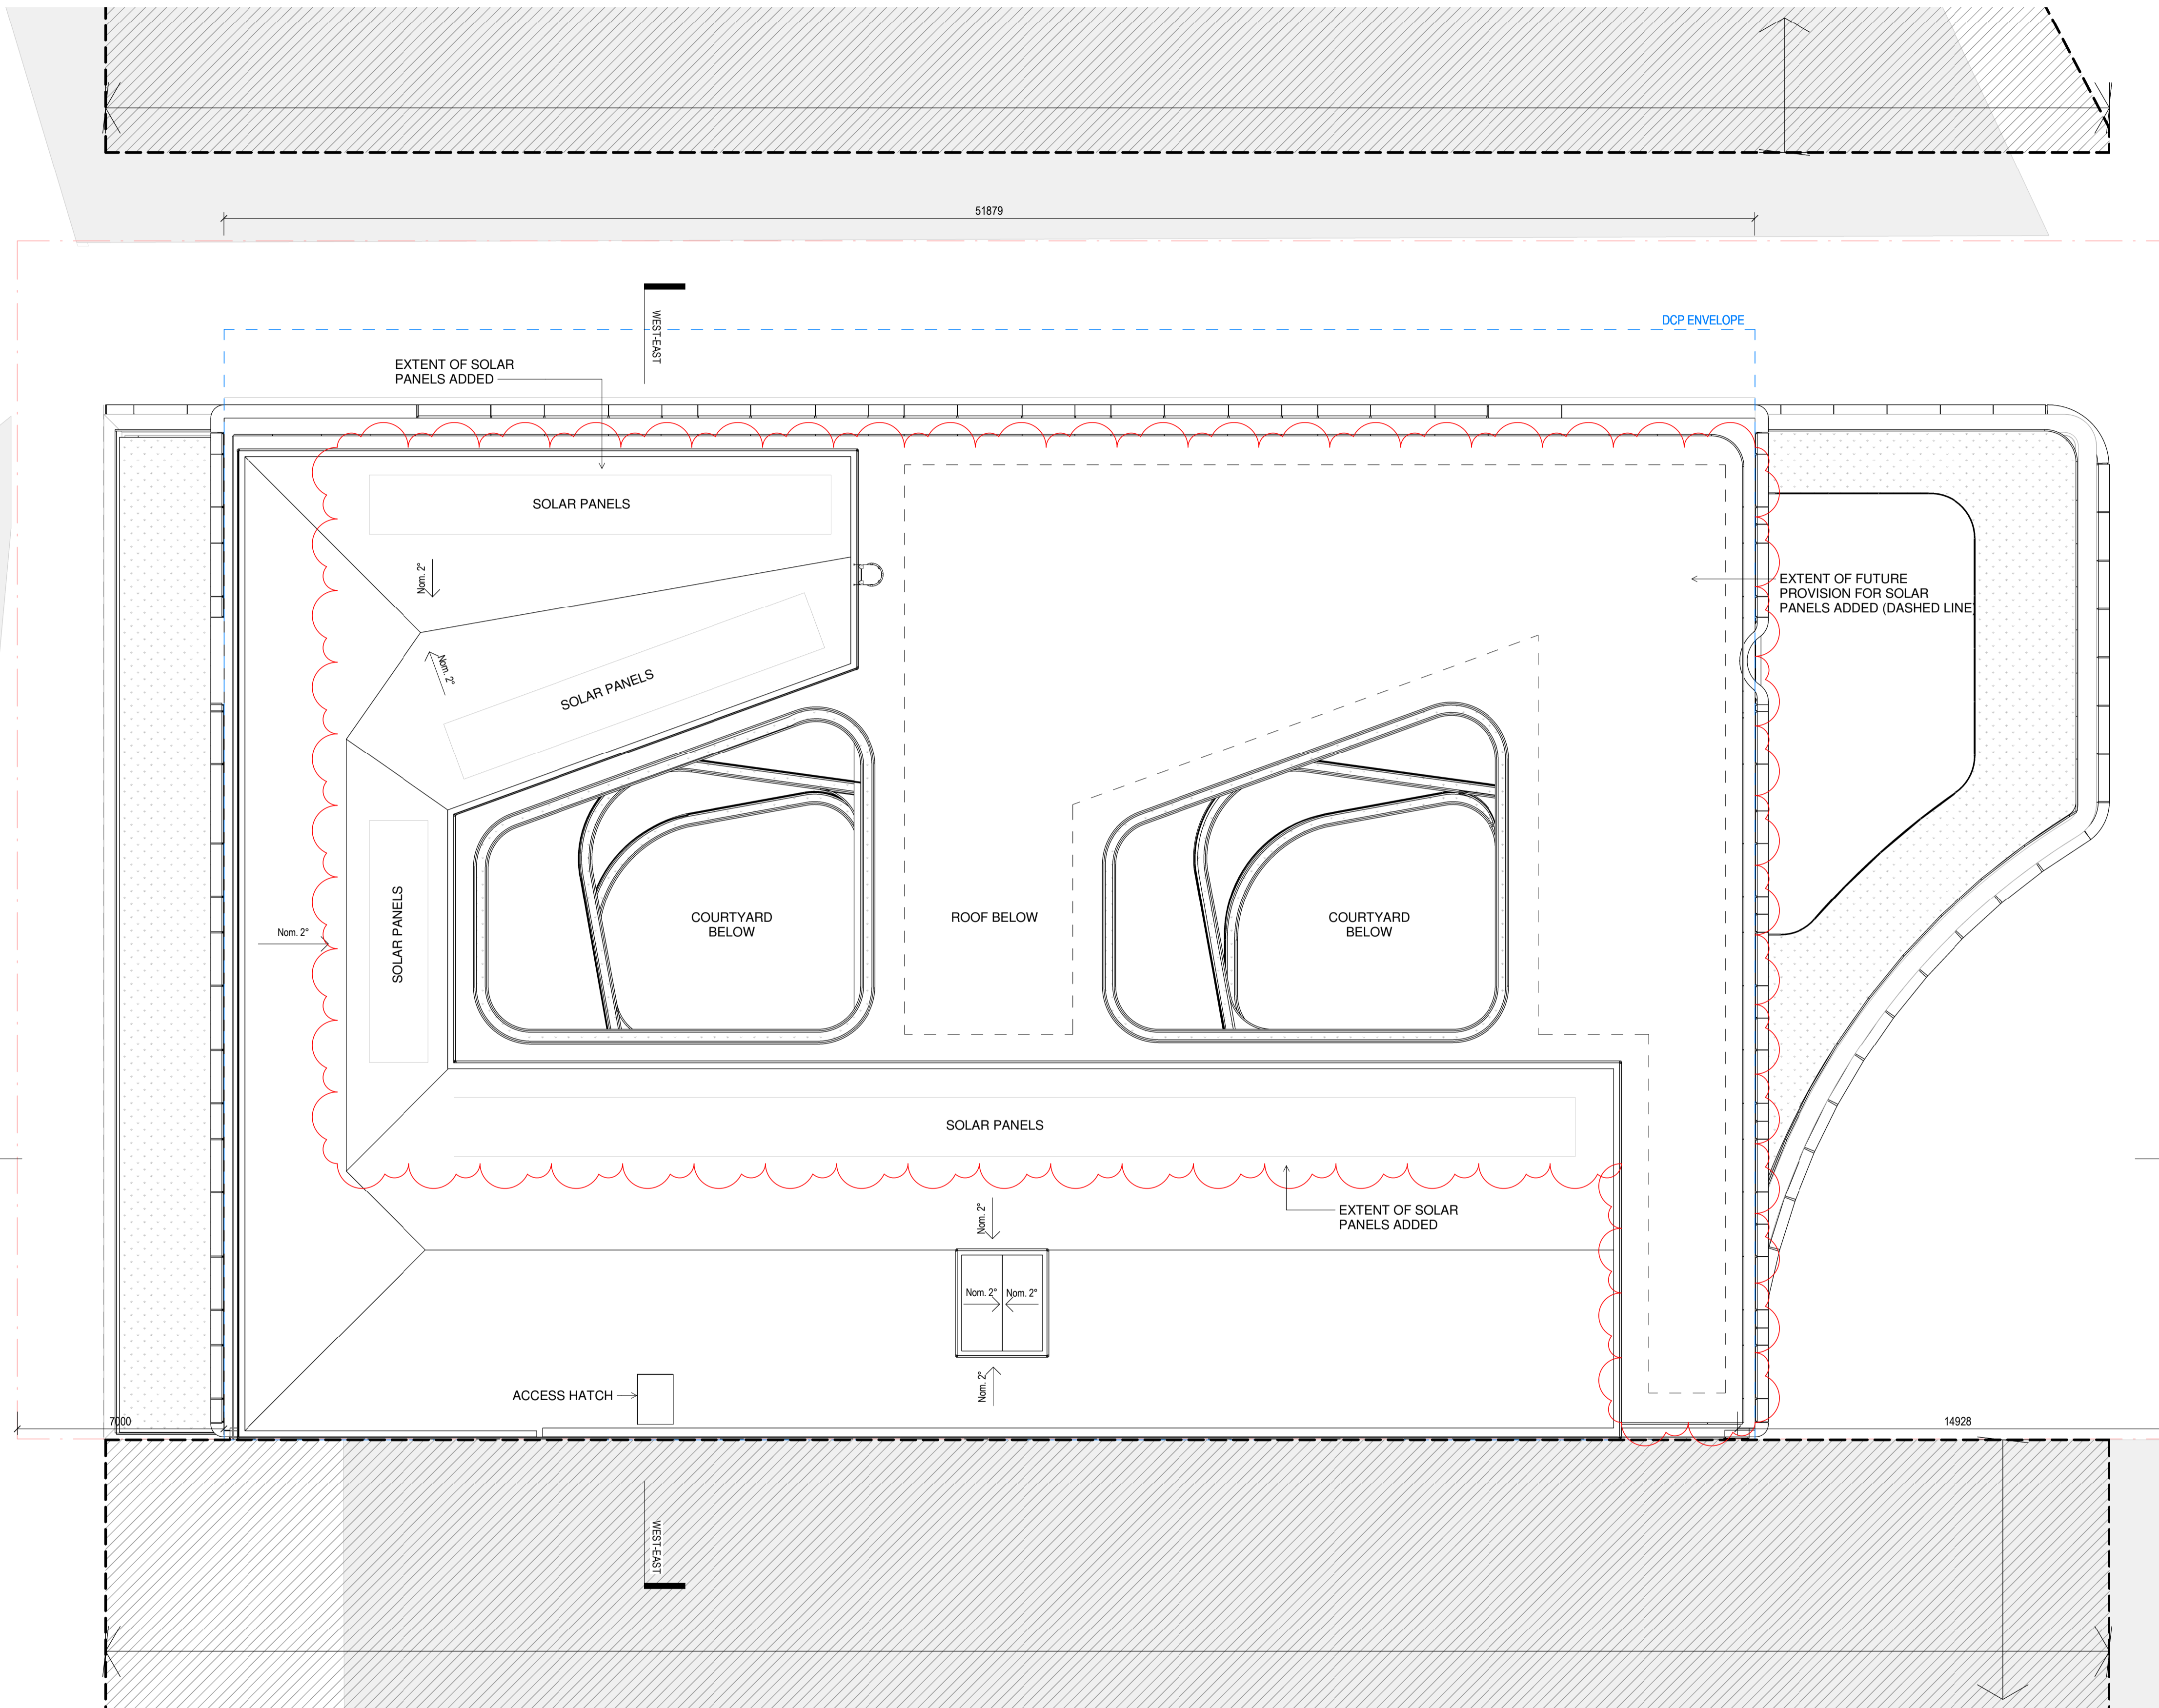 51879
DCP ENVELOPE
WEST-EAST
EXTENT OF SOLAR
PANELS ADDED
SOLAR PANELS
Nom. 2°
EXTENT OF FUTURE
PROVISION FOR SOLAR
PANELS ADDED (DASHED LINE
Nom. 2°
SOLAR PANELS
SOLAR PANELS
Nom. 2°
COURTYARD
BELOW
ROOF BELOW
COURTYARD
BELOW
SOLAR PANELS
EXTENT OF SOLAR
PANELS ADDED
Nom. 2°
Nom. 2°
Nom. 2°
Nom. 2°
ACCESS HATCH
7000
14928
WEST-EAST